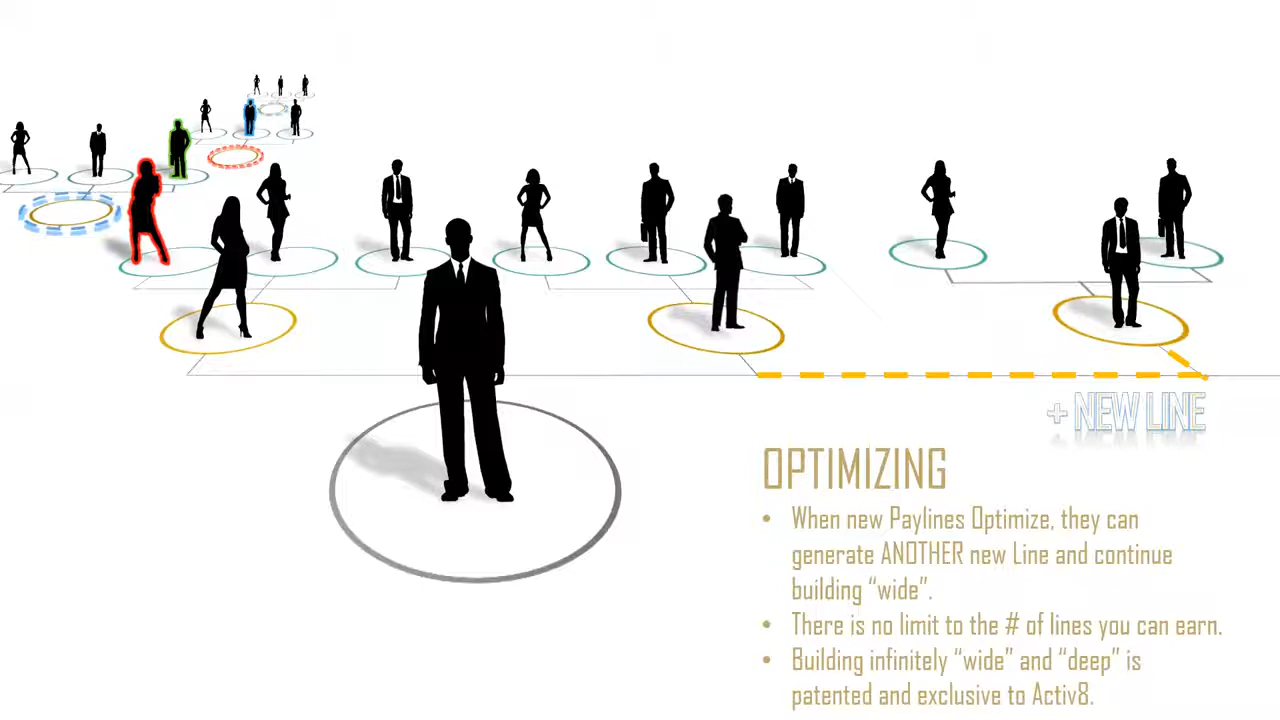 + NEW LINE
OPTIMIZING
• When new Paylines Optimize, they can
generate ANOTHER new Line and continue
building “wide”.
• There is no limit to the # of lines you can earn.
• Building infinitely “wide” and “deep” is
patented and exclusive to Activ8.